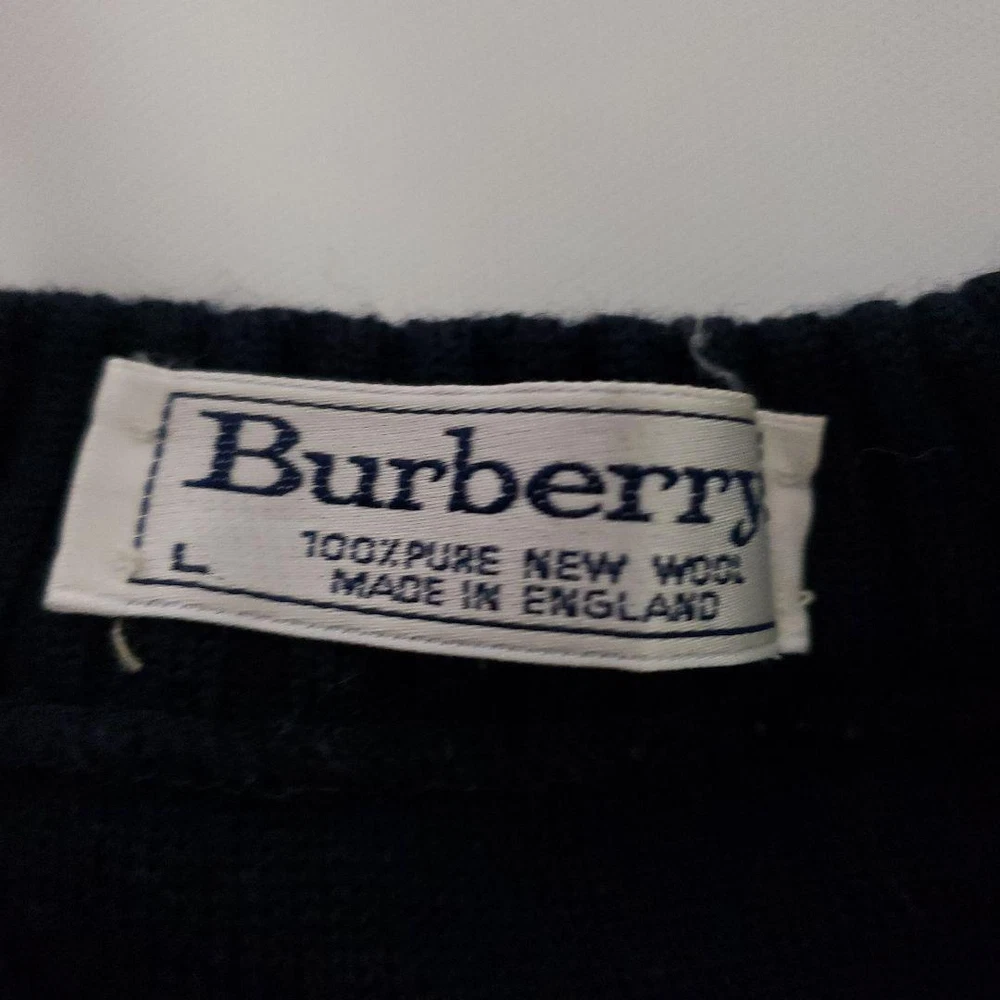 Burberry
L
100% PURE NEW WOOL
MADE IN ENGLAND